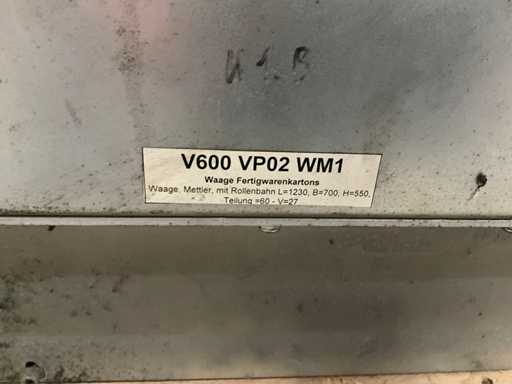 V600 VP02 WM1
Waage Fertigwarenkartons
Waage: Mettler, mit Rollenbahn L=1230, B=700, H=550,
Teilung =60 - V=27